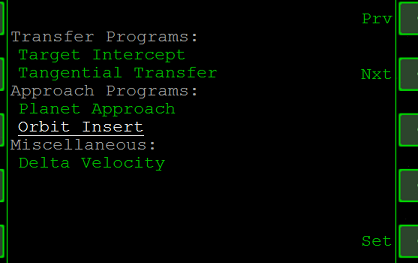 Prv
Transfer Programs:
Target Intercept
Tangential Transfer
Nxt
Approach Programs:
Planet Approach
Orbit Insert
Miscellaneous:
Delta Velocity
Set